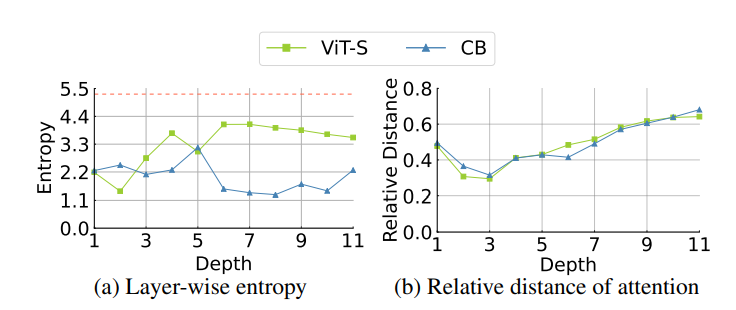 ViT-S CB
5.5
4.4
3.3
2.2
1.1
0.0
Entropy
1 3 5 7 9 11
Depth
(a) Layer-wise entropy
0.8
0.6
0.4
0.2
0.0
Relative Distance
1 3 5 7 9 11
Depth
(b) Relative distance of attention